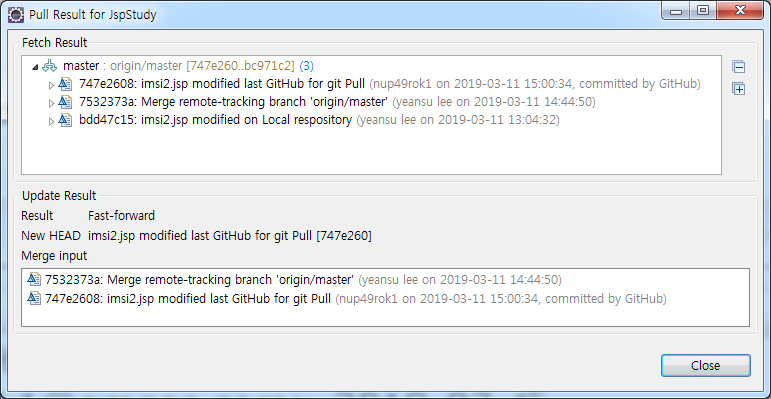 Pull Result for JspStudy
Fetch Result
master : origin/master [747e260..bc971c2] (3)
747e2608: imsi2.jsp modified last GitHub for git Pull (nup49rok1 on 2019-03-11 15:00:34, committed by GitHub)
7532373a: Merge remote-tracking branch 'origin/master' (yeansu lee on 2019-03-11 14:44:50)
bdd47c15: imsi2.jsp modified on Local respository (yeansu lee on 2019-03-11 13:04:32)
Update Result
Result Fast-forward
New HEAD imsi2.jsp modified last GitHub for git Pull [747e260]
Merge input
7532373a: Merge remote-tracking branch 'origin/master' (yeansu lee on 2019-03-11 14:44:50)
747e2608: imsi2.jsp modified last GitHub for git Pull (nup49rok1 on 2019-03-11 15:00:34, committed by GitHub)
Close